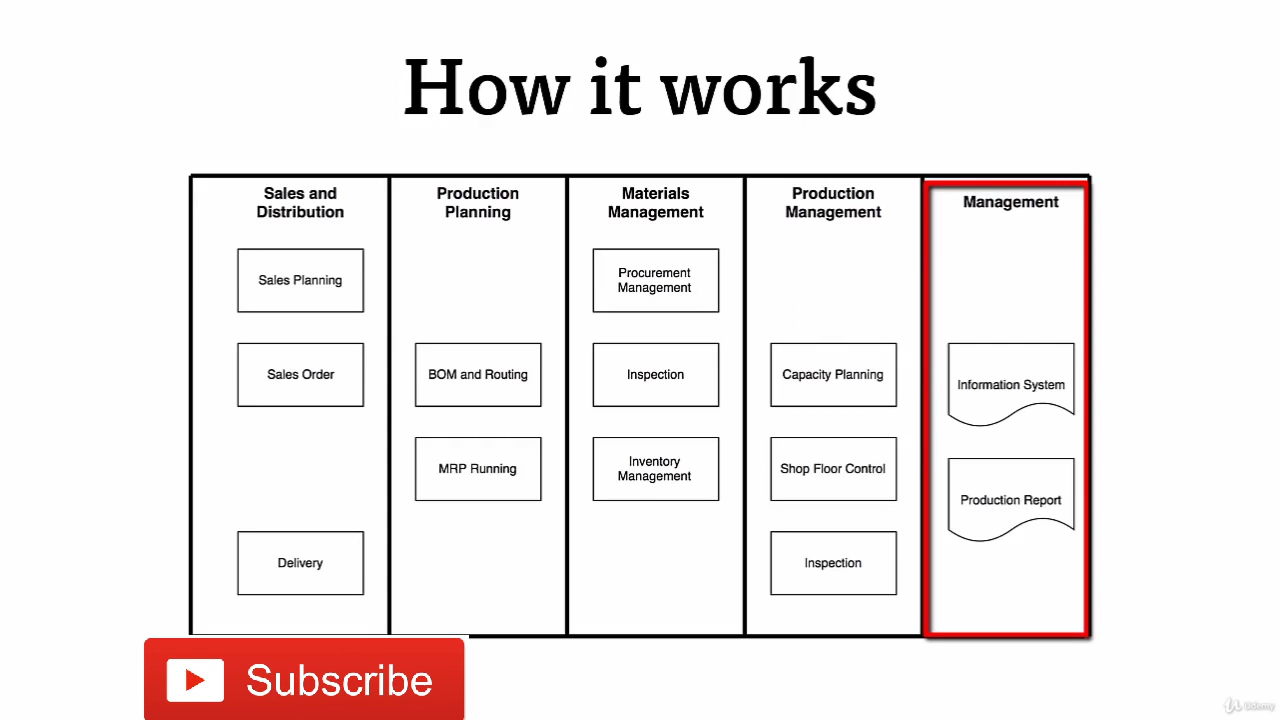 How it works
Sales and
Distribution
Sales Planning
Sales Order
Delivery
Production
Planning
BOM and Routing
MRP Running
Materials
Management
Procurement
Management
Inspection
Inventory
Management
Production
Management
Capacity Planning
Shop Floor Control
Inspection
Management
Information System
Production Report
Subscribe
Udemy